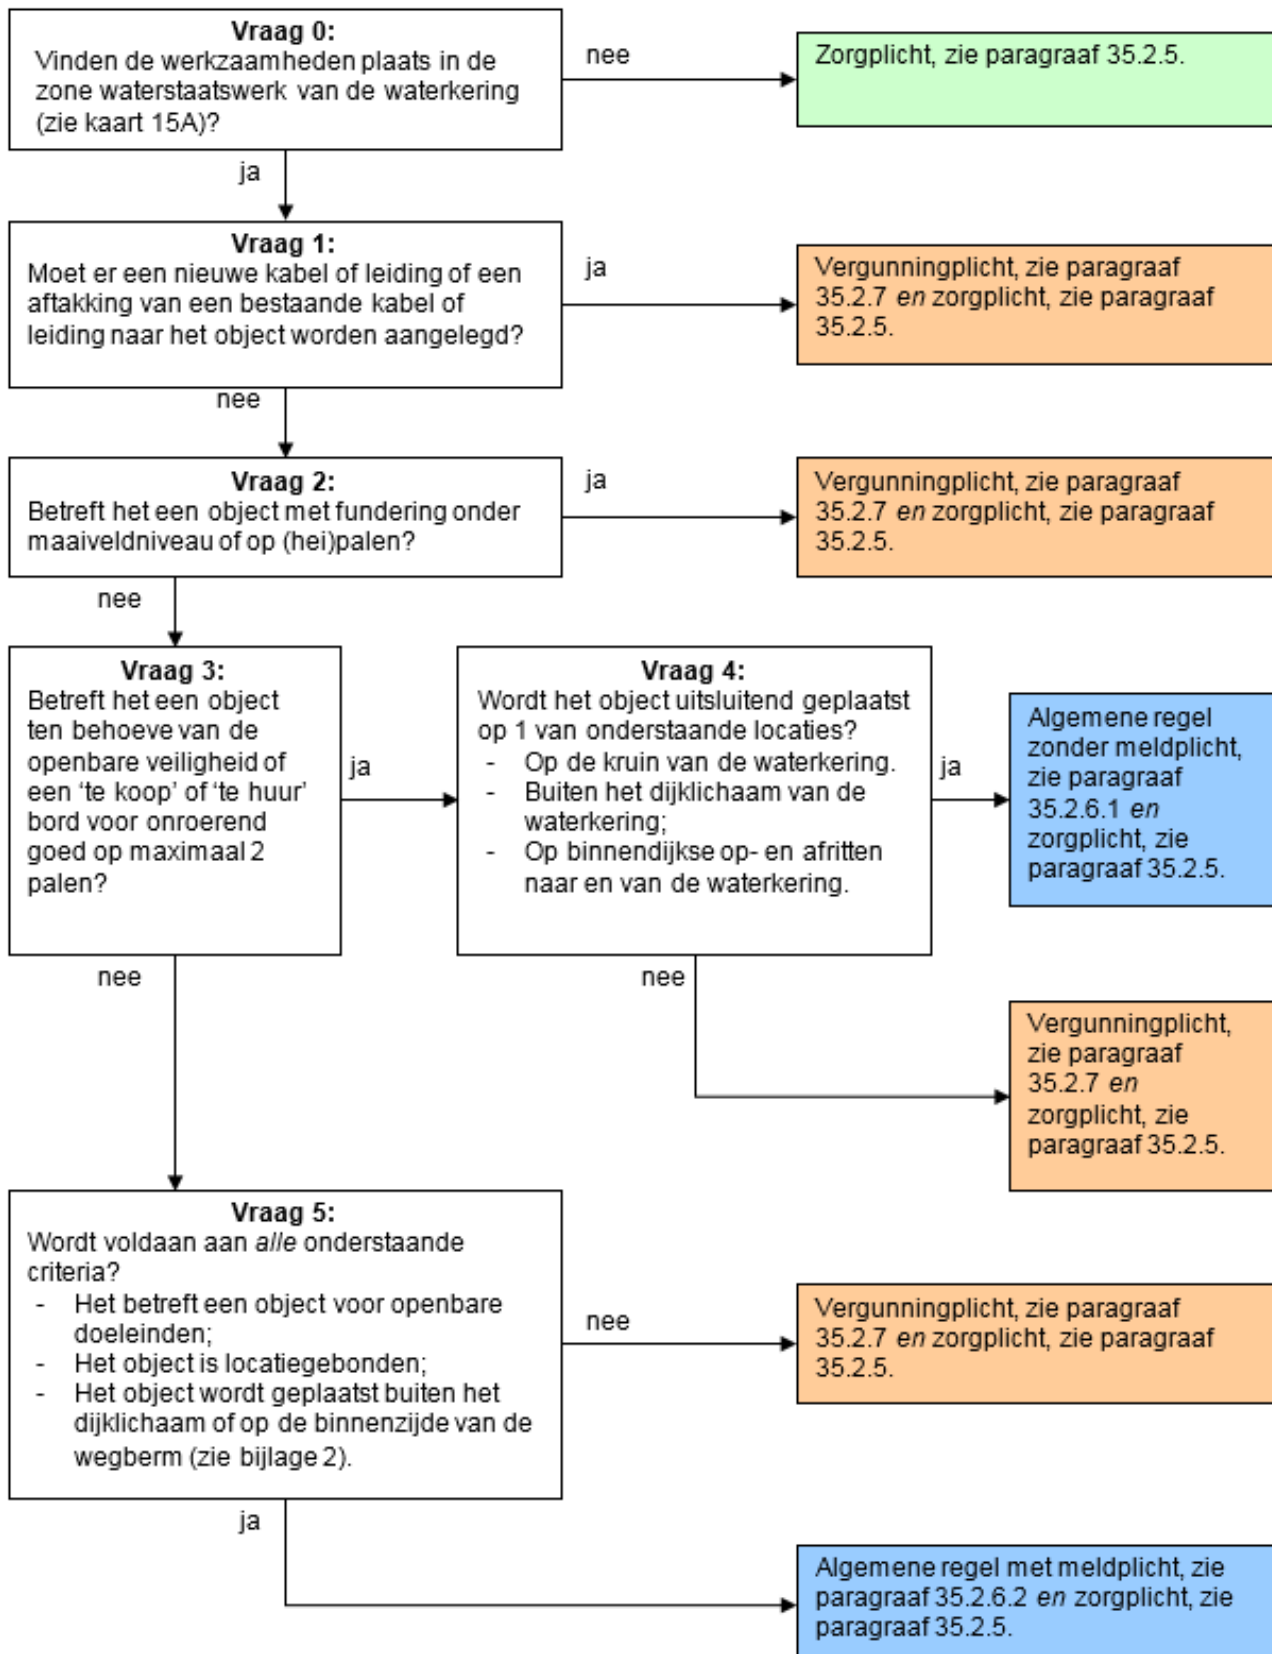 Vraag 0:
Vinden de werkzaamheden plaats in de
zone waterstaatswerk van de waterkering
(zie kaart 15A)?
nee
Zorgplicht, zie paragraaf 35.2.5.
ja
Vraag 1:
Moet er een nieuwe kabel of leiding of een
aftakking van een bestaande kabel of
leiding naar het object worden aangelegd?
ja
Vergunningplicht, zie paragraaf
35.2.7 en zorgplicht, zie paragraaf
35.2.5.
nee
Vraag 2:
Betreft het een object met fundering onder
maaiveldniveau of op (hei)palen?
ja
Vergunningplicht, zie paragraaf
35.2.7 en zorgplicht, zie paragraaf
35.2.5.
nee
Vraag 3:
Betreft het een object
ten behoeve van de
openbare veiligheid of
een ‘te koop’ of ‘te huur’
bord voor onroerend
goed op maximaal 2
palen?
ja
Vraag 4:
Wordt het object uitsluitend geplaatst
op 1 van onderstaande locaties?
- Op de kruin van de waterkering.
- Buiten het dijklichaam van de
waterkering;
- Op binnendijkse op- en afritten
naar en van de waterkering.
ja
Algemene regel
zonder meldplicht,
zie paragraaf
35.2.6.1 en
zorgplicht, zie
paragraaf 35.2.5.
nee
nee
Vergunningplicht,
zie paragraaf
35.2.7 en
zorgplicht, zie
paragraaf 35.2.5.
Vraag 5:
Wordt voldaan aan alle onderstaande
criteria?
- Het betreft een object voor openbare
doeleinden;
- Het object is locatiegebonden;
- Het object wordt geplaatst buiten het
dijklichaam of op de binnenzijde van de
wegberm (zie bijlage 2).
nee
Vergunningplicht, zie paragraaf
35.2.7 en zorgplicht, zie paragraaf
35.2.5.
ja
Algemene regel met meldplicht, zie
paragraaf 35.2.6.2 en zorgplicht, zie
paragraaf 35.2.5.